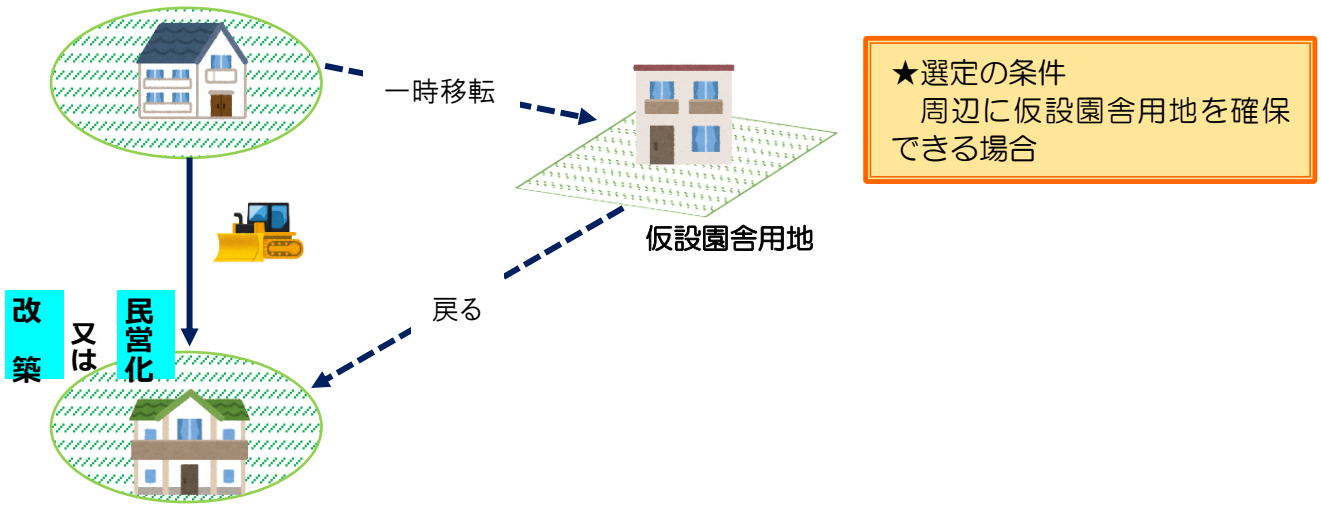 一時移転
★選定の条件
　周辺に仮設園舎用地を確保
できる場合
仮設園舎用地
戻る
改築
又は
民営化